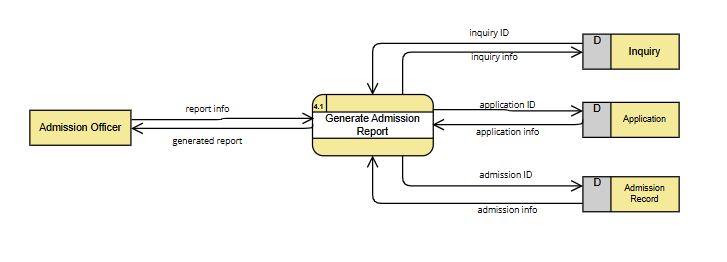 inquiry ID
D
Inquiry
inquiry info
4.1
application ID
D
report info
Generate Admission
Report
Application
Admission Officer
application info
generated report
admission ID
D
Admission
Record
admission info